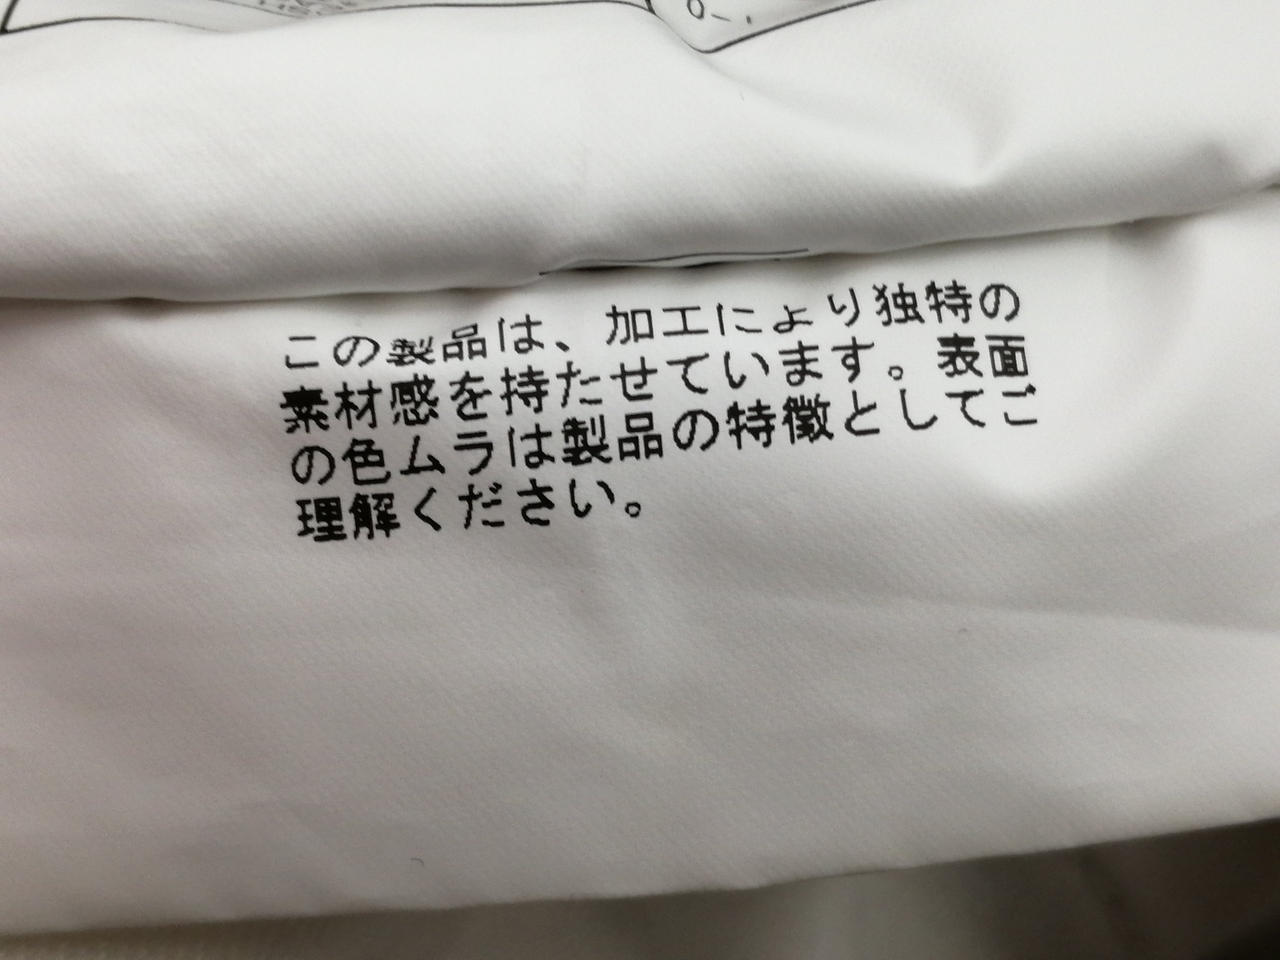 この製品は、加工により独特の
素材感を持たせています。表面
の色ムラは製品の特徴としてご
理解ください。